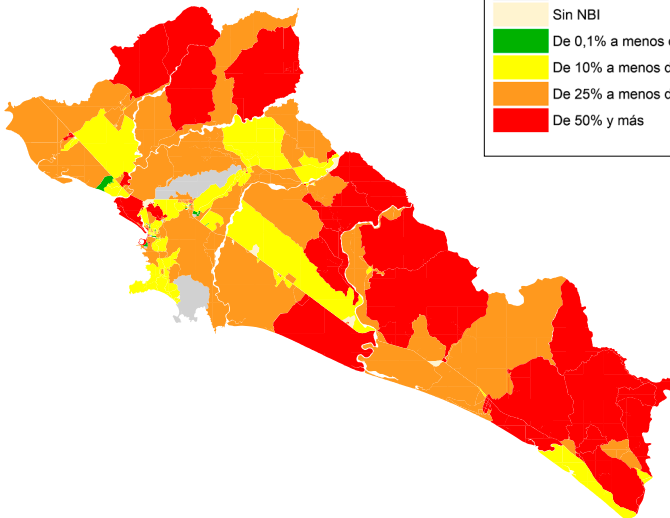 Sin NBI
De 0,1% a menos
De 10% a menos d
De 25% a menos d
De 50% y más